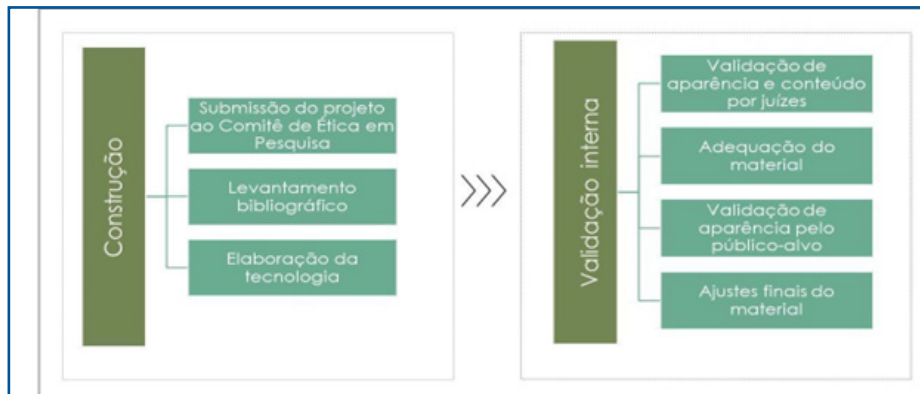 Construção
Submissão do projeto
ao Comitê de Ética em
Pesquisa
Levantamento
bibliográfico
Elaboração da
tecnologia
Validação interna
Validação de
aparência e conteúdo
por juízes
Adequação do
material
Validação de
aparência pelo
público-alvo
Ajustes finais do
material